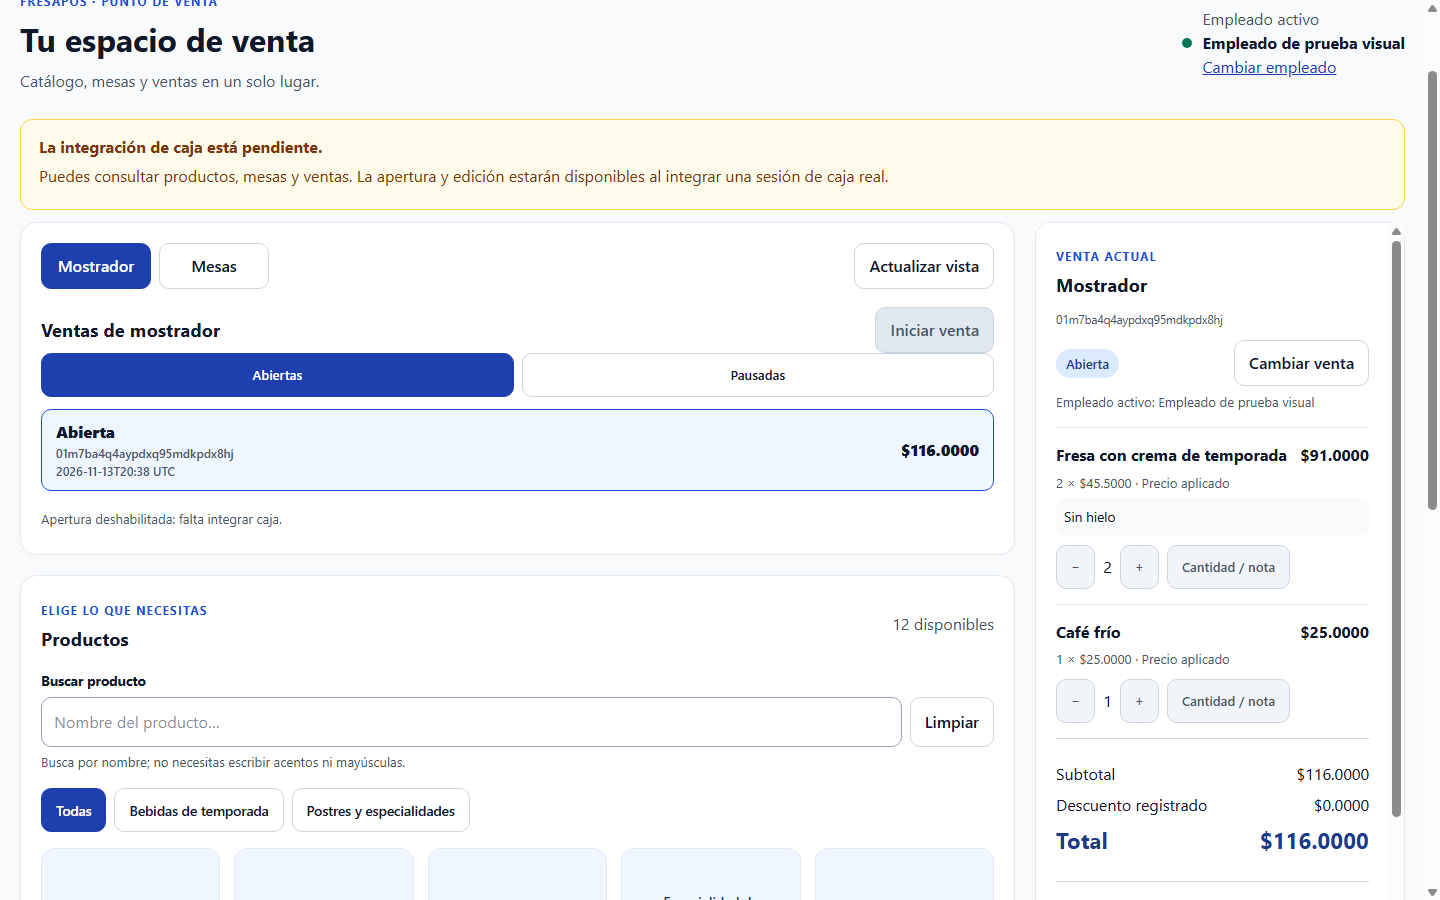 FRESAPOS · PUNTO DE VENTA
Tu espacio de venta
Catálogo, mesas y ventas en un solo lugar.
Empleado activo
Empleado de prueba visual
Cambiar empleado
La integración de caja está pendiente.
Puedes consultar productos, mesas y ventas. La apertura y edición estarán disponibles al integrar una sesión de caja real.
Mostrador
Mesas
Actualizar vista
Ventas de mostrador
Iniciar venta
Abiertas
Pausadas
Abierta
01m7ba4q4aypdxq95mdkpdx8hj
2026-11-13T20:38 UTC
$116.0000
Apertura deshabilitada: falta integrar caja.
ELIGE LO QUE NECESITAS
Productos
12 disponibles
Buscar producto
Nombre del producto...
Limpiar
Busca por nombre; no necesitas escribir acentos ni mayúsculas.
Todas
Bebidas de temporada
Postres y especialidades
VENTA ACTUAL
Mostrador
01m7ba4q4aypdxq95mdkpdx8hj
Abierta
Cambiar venta
Empleado activo: Empleado de prueba visual
Fresa con crema de temporada $91.0000
2 × $45.5000 · Precio aplicado
Sin hielo
− 2 + Cantidad / nota
Café frío $25.0000
1 × $25.0000 · Precio aplicado
− 1 + Cantidad / nota
Subtotal $116.0000
Descuento registrado $0.0000
Total $116.0000